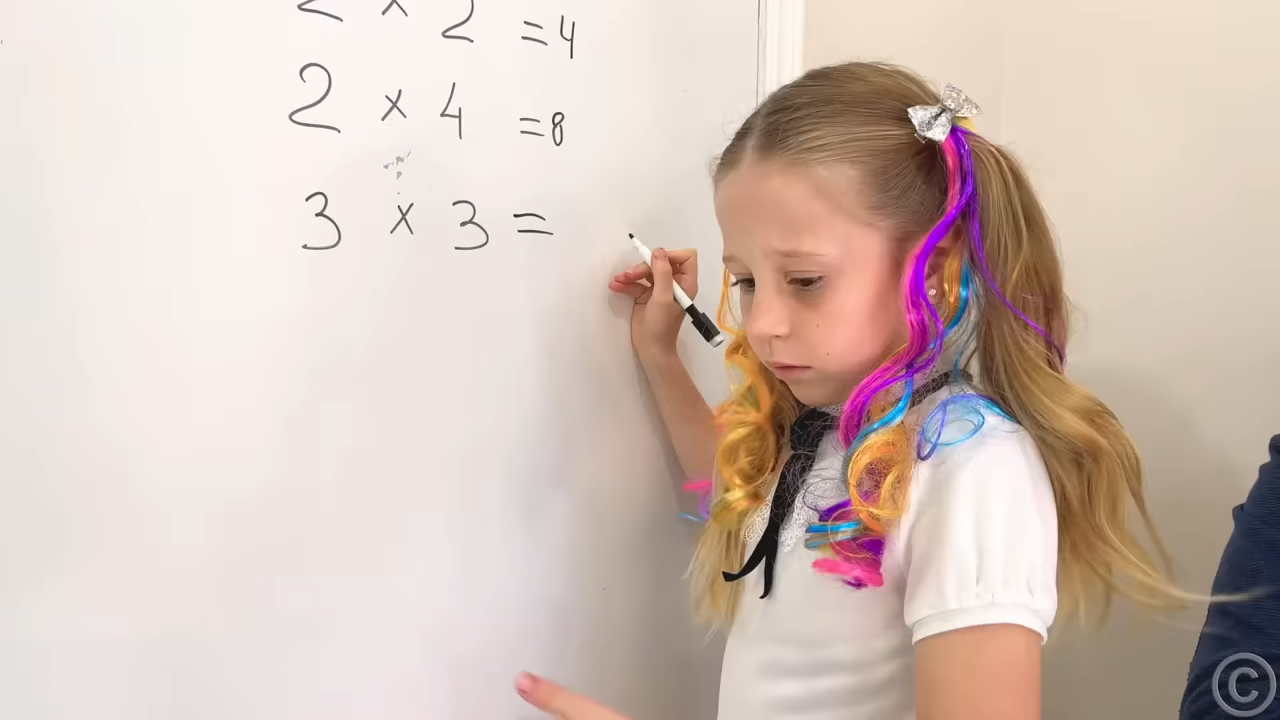 2 × 2 = 4
2 × 4 = 8
3 × 3 =
©